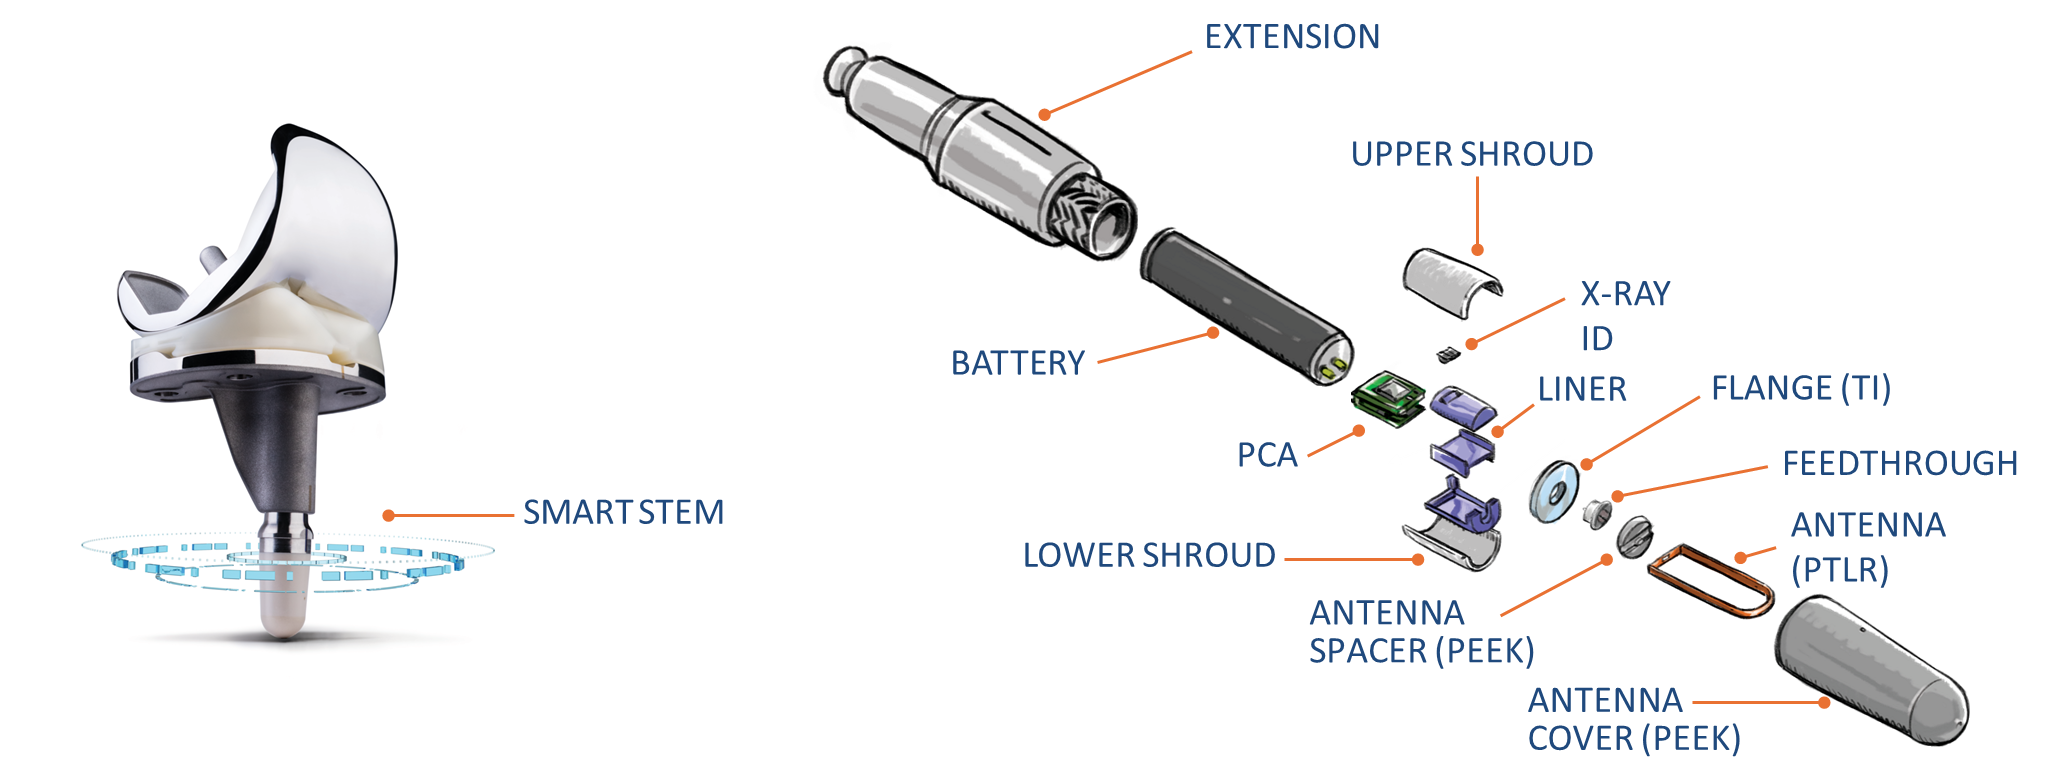 EXTENSION
UPPER SHROUD
X-RAY
ID
BATTERY
LINER
FLANGE (TI)
PCA
FEEDTHROUGH
SMART STEM
ANTENNA
(PTLR)
LOWER SHROUD
ANTENNA
SPACER (PEEK)
ANTENNA
COVER (PEEK)